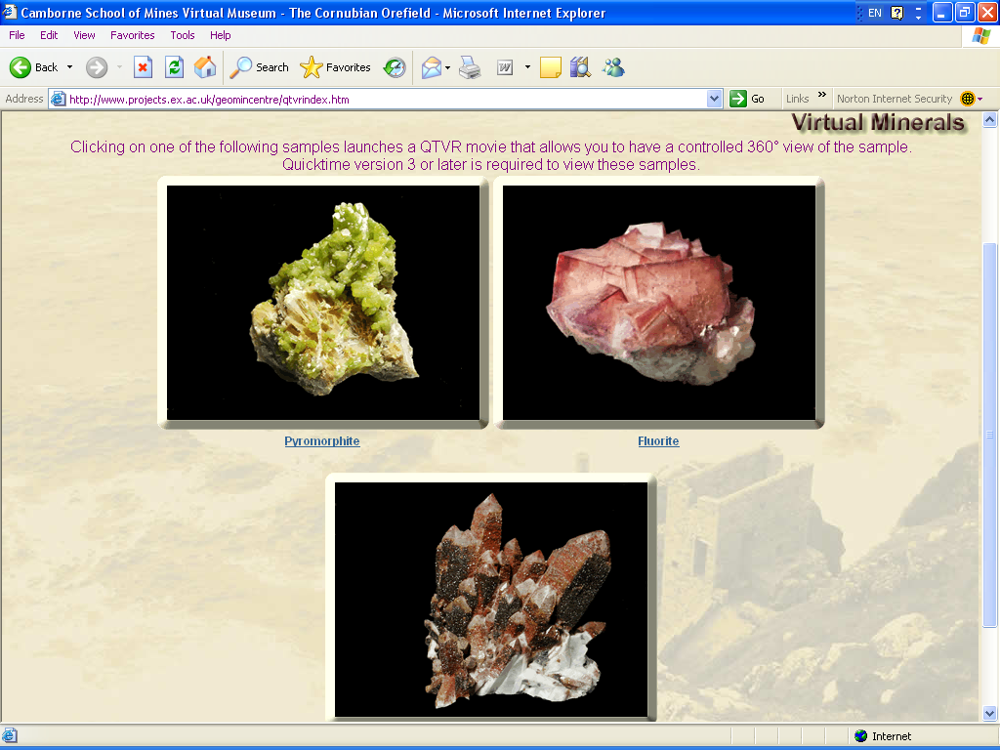 Camborne School of Mines Virtual Museum - The Cornubian Orefield - Microsoft Internet Explorer
EN
File Edit View Favorites Tools Help
Back Search Favorites
Address http://www.projects.ex.ac.uk/geomincentre/qtvrindex.htm Go Links » Norton Internet Security
Virtual Minerals
Clicking on one of the following samples launches a QTVR movie that allows you to have a controlled 360° view of the sample.
Quicktime version 3 or later is required to view these samples.
Pyromorphite Fluorite
Internet